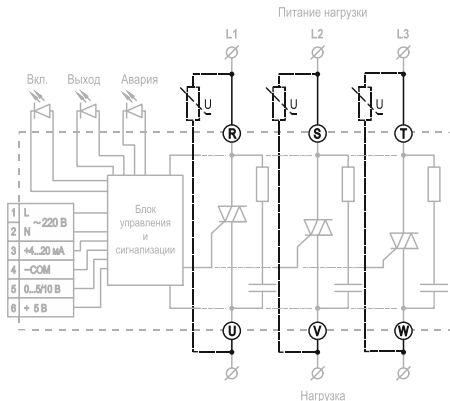 Питание нагрузки
L1 L2 L3
Вкл. Выход Авария
U U U
R S T
Блок
управления
и
сигнализации
1 L
~220 В
2 N
3 +4...20 мА
4 −COM
5 0...5/10 В
6 + 5 В
U V W
Нагрузка